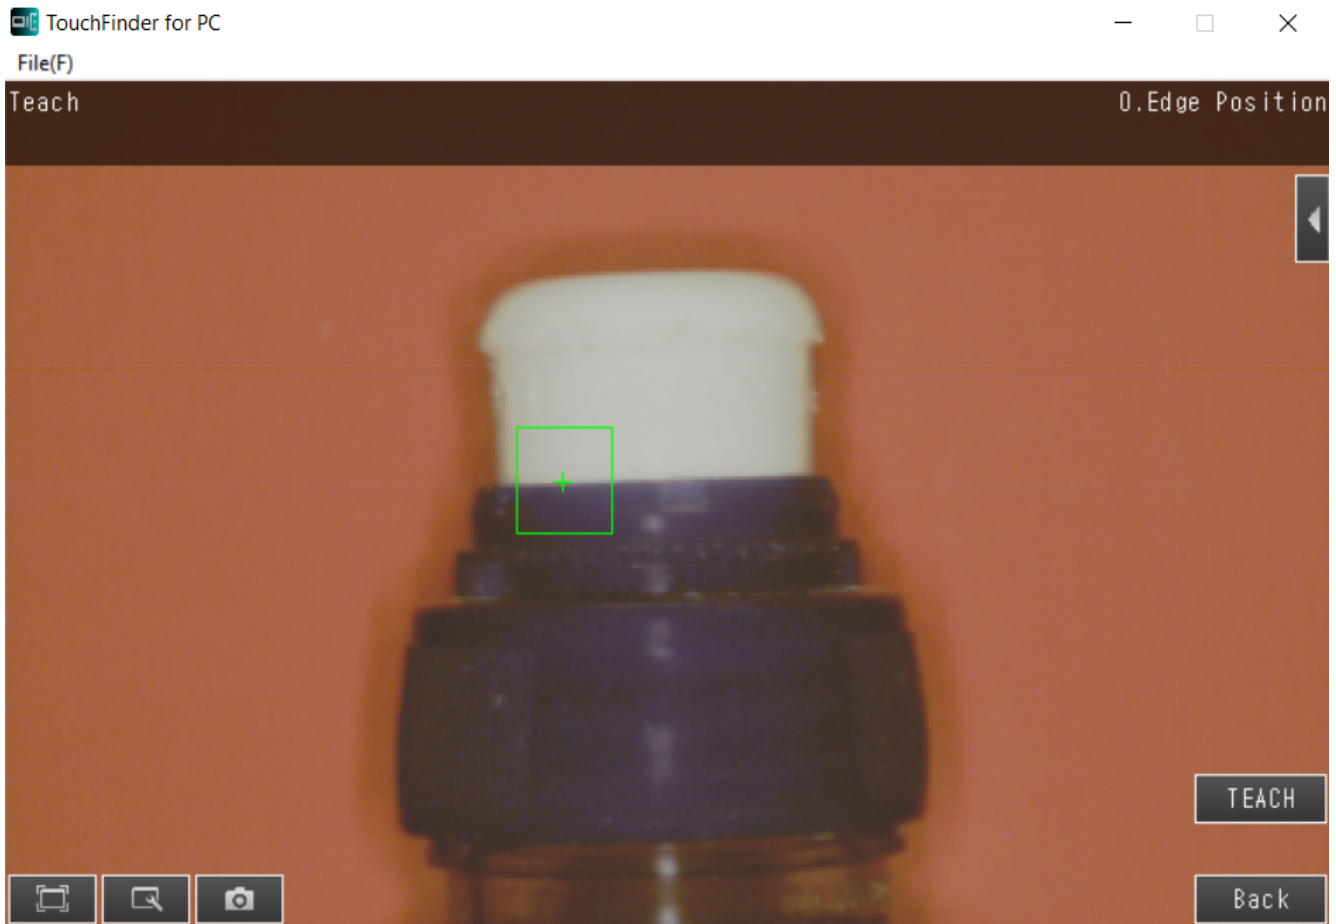 TouchFinder for PC
File(F)
Teach
0.Edge Position
TEACH
Back